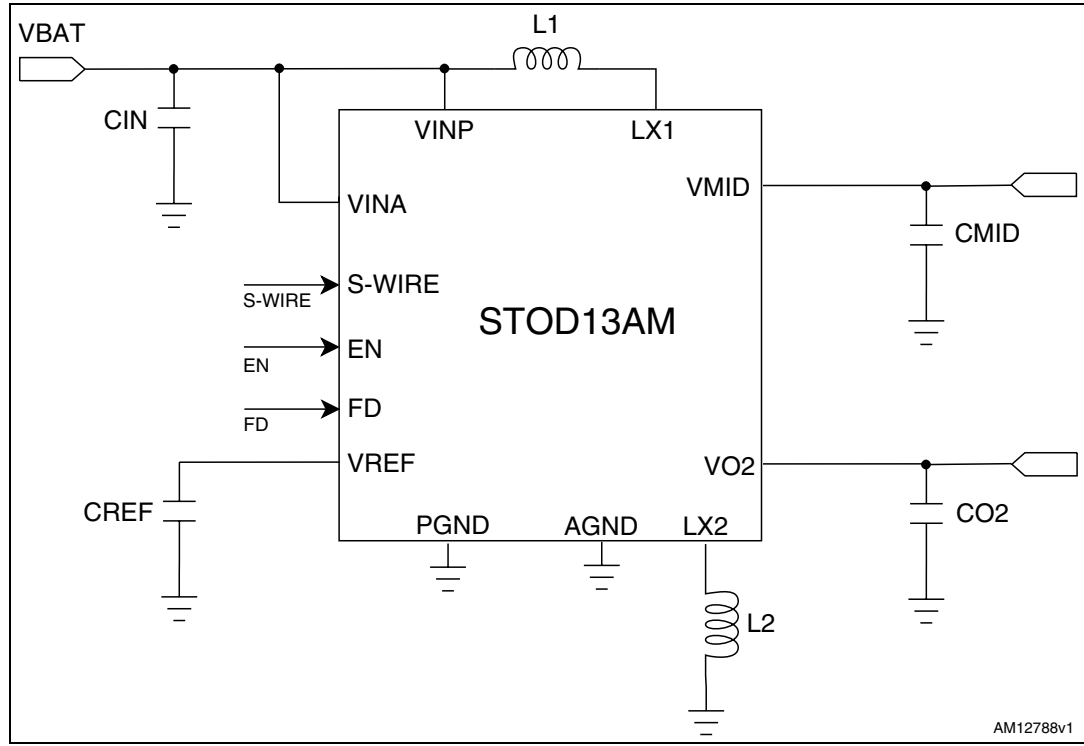 VBAT
L1
CIN
VINP
LX1
VINA
VMID
CMID
S-WIRE
S-WIRE
STOD13AM
EN
EN
FD
FD
VREF
VO2
CREF
PGND
AGND
LX2
CO2
L2
AM12788v1